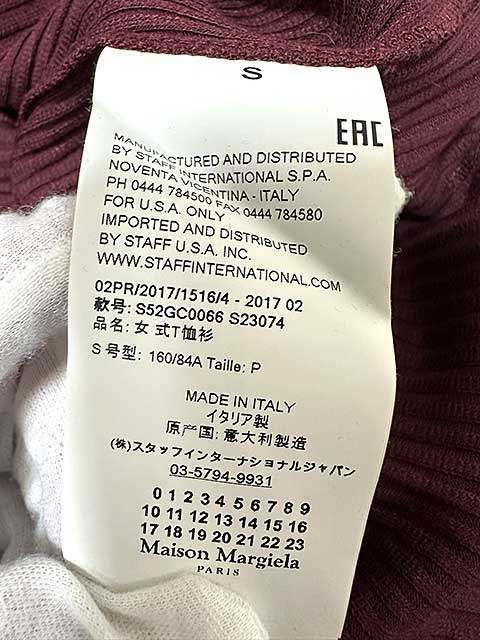 S
EAC
MANUFACTURED AND DISTRIBUTED
BY STAFF INTERNATIONAL S.P.A.
NOVENTA VICENTINA - ITALY
PH 0444 784500 FAX 0444 784580
FOR U.S.A. ONLY
IMPORTED AND DISTRIBUTED
BY STAFF U.S.A. INC.
WWW.STAFFINTERNATIONAL.COM
02PR/2017/1516/4 - 2017 02
款号: S52GC0066 S23074
品名: 女 式T恤衫
S 号型: 160/84A Taille: P
MADE IN ITALY
イタリア製
原产国: 意大利製造
(株)スタッフインターナショナルジャパン
03-5794-9931
0 1 2 3 4 5 6 7 8 9
10 11 12 13 14 15 16
17 18 19 20 21 22 23
Maison Margiela
PARIS